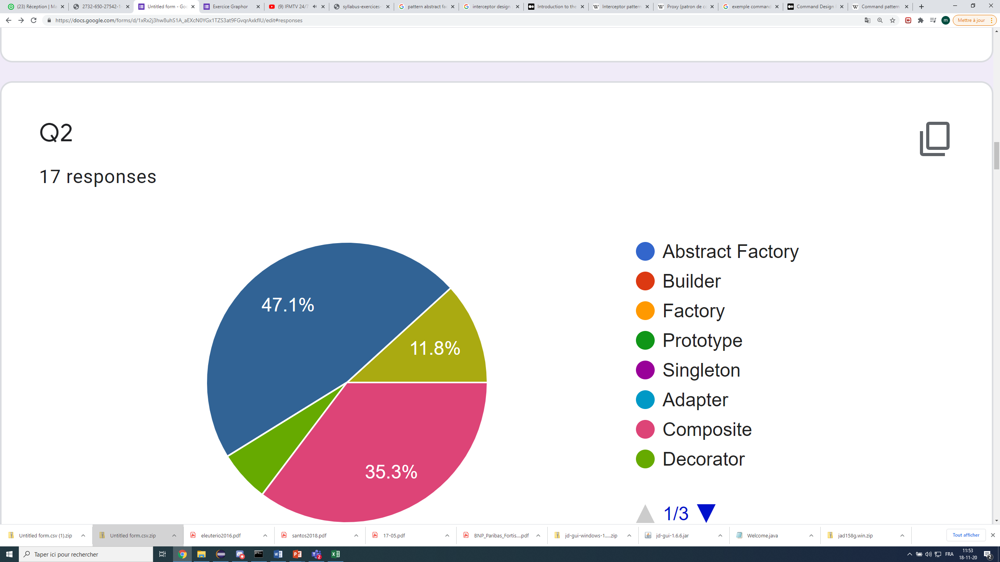 (23) Réception | Ma
2732-650-27542-1-
Untitled form - Goo
Exercice Graphor
(9) IFMTV 24/7
syllabus-exercices-
pattern abstract fac
interceptor design
Introduction to the
Interceptor pattern
Proxy (patron de co
exemple command
Command Design
Command pattern
https://docs.google.com/forms/d/1xRx2j3hw8uhS1A_aEXcN0YGx1TZS3at9FGvqrAxkflU/edit#responses
m
Mettre à jour
Q2
17 responses
47.1%
11.8%
35.3%
Abstract Factory
Builder
Factory
Prototype
Singleton
Adapter
Composite
Decorator
1/3
Untitled form.csv (1).zip
Untitled form.csv.zip
eleuterio2016.pdf
santos2018.pdf
17-05.pdf
BNP_Paribas_Fortis....pdf
jd-gui-windows-1.....zip
jd-gui-1.6.6.jar
Welcome.java
jad158g.win.zip
Tout afficher
Taper ici pour rechercher
2
FRA
11:53
18-11-20
2